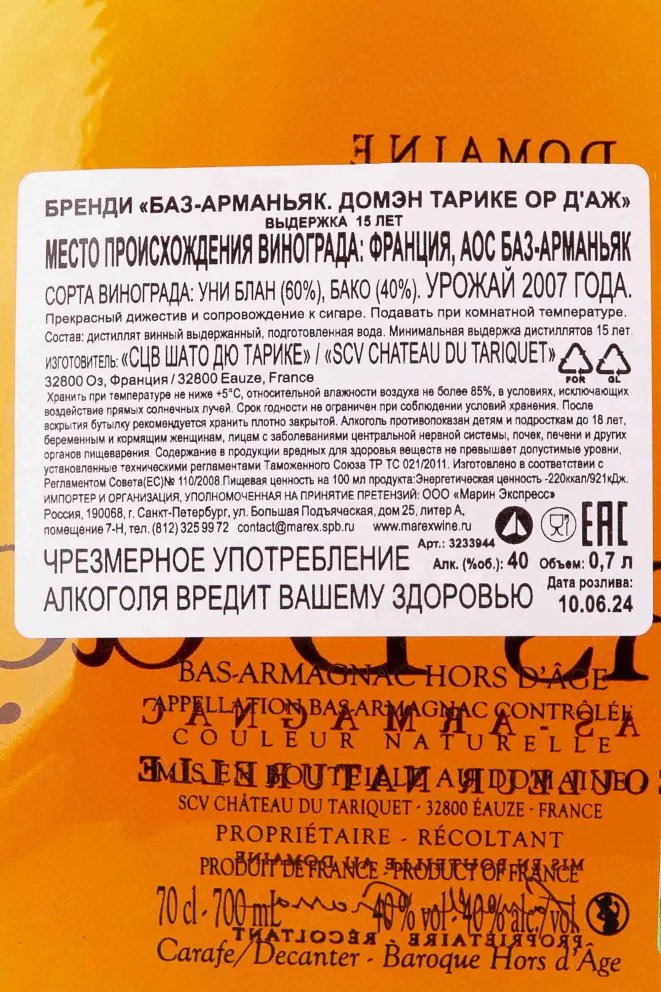 DOMAINE
БРЕНДИ «БАЗ-АРМАНЬЯК. ДОМЭН ТАРИКЕ ОР Д'АЖ»
ВЫДЕРЖКА 15 ЛЕТ
МЕСТО ПРОИСХОЖДЕНИЯ ВИНОГРАДА: ФРАНЦИЯ, АОС БАЗ-АРМАНЬЯК
СОРТА ВИНОГРАДА: УНИ БЛАН (60%), БАКО (40%). УРОЖАЙ 2007 ГОДА.
Прекрасный дижестив и сопровождение к сигаре. Подавать при комнатной температуре.
Состав: дистиллят винный выдержанный, подготовленная вода. Минимальная выдержка дистиллятов 15 лет.
ИЗГОТОВИТЕЛЬ: «СЦВ ШАТО ДЮ ТАРИКЕ» / «SCV CHATEAU DU TARIQUET»
32800 Оз, Франция / 32800 Eauze, France
FOR GL
Хранить при температуре не ниже +5°С, относительной влажности воздуха не более 85%, в условиях, исключающих
воздействие прямых солнечных лучей. Срок годности не ограничен при соблюдении условий хранения. После
вскрытия бутылку рекомендуется хранить плотно закрытой. Алкоголь противопоказан детям и подросткам до 18 лет,
беременным и кормящим женщинам, лицам с заболеваниями центральной нервной системы, почек, печени и других
органов пищеварения. Содержание в продукции вредных для здоровья веществ не превышает допустимые уровни,
установленные техническими регламентами Таможенного Союза ТР ТС 021/2011. Изготовлено в соответствии с
Регламентом Совета(ЕС)№ 110/2008.Пищевая ценность на 100 мл продукта:Энергетическая ценность -220ккал/921кДж.
ИМПОРТЕР И ОРГАНИЗАЦИЯ, УПОЛНОМОЧЕННАЯ НА ПРИНЯТИЕ ПРЕТЕНЗИЙ: ООО «Марин Экспресс»
Россия, 190068, г. Санкт-Петербург, ул. Большая Подъяческая, дом 25, литер А,
помещение 7-Н, тел. (812) 325 99 72 contact@marex.spb.ru www.marexwine.ru
EAC
Арт.: 3233944
ЧРЕЗМЕРНОЕ УПОТРЕБЛЕНИЕ
Алк. (%об.): 40 Объем: 0,7 л
АЛКОГОЛЯ ВРЕДИТ ВАШЕМУ ЗДОРОВЬЮ
Дата розлива:
10.06.24
BAS-ARMAGNAC HORS D'ÂGE
APPELLATION BAS-ARMAGNAC CONTRÔLÉE
BAS-ARMAGNAC
COULEUR NATURELLE
MIS EN BOUTEILLE AU DOMAINE
COULEUR NATURELLE
SCV CHÂTEAU DU TARIQUET - 32800 ÉAUZE - FRANCE
PROPRIÉTAIRE - RÉCOLTANT
MIS EN BOUTEILLE AU DOMAINE
PRODUIT DE FRANCE - PRODUCT OF FRANCE
70 cl - 700 mL 40 % vol - 40 % alc./vol.
PROPRIÉTAIRE - RÉCOLTANT
Carafe/Decanter - Baroque Hors d'Âge